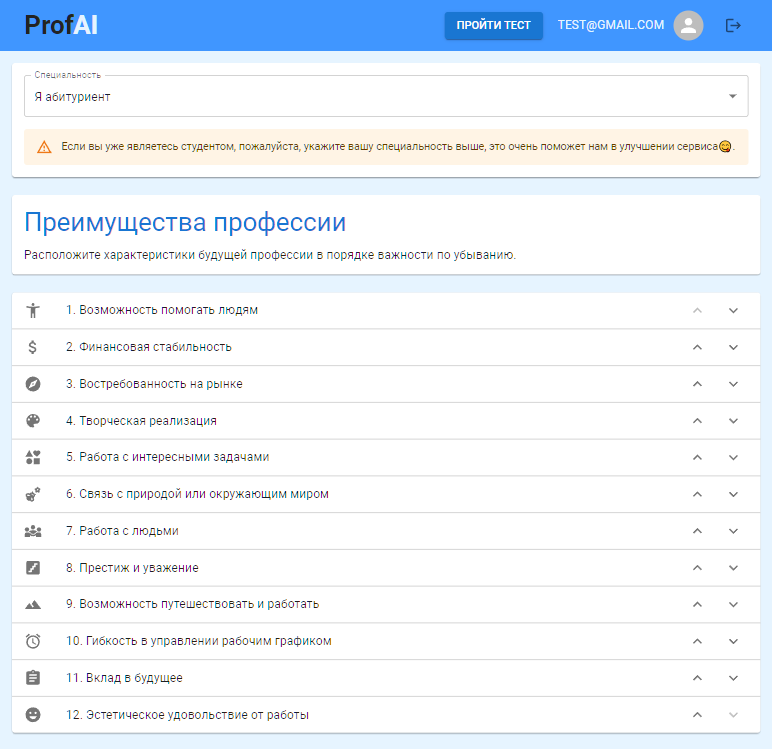 ProfAI
ПРОЙТИ ТЕСТ
TEST@GMAIL.COM
Специальность
Я абитуриент
Если вы уже являетесь студентом, пожалуйста, укажите вашу специальность выше, это очень поможет нам в улучшении сервиса😋.
Преимущества профессии
Расположите характеристики будущей профессии в порядке важности по убыванию.
1. Возможность помогать людям
2. Финансовая стабильность
3. Востребованность на рынке
4. Творческая реализация
5. Работа с интересными задачами
6. Связь с природой или окружающим миром
7. Работа с людьми
8. Престиж и уважение
9. Возможность путешествовать и работать
10. Гибкость в управлении рабочим графиком
11. Вклад в будущее
12. Эстетическое удовольствие от работы